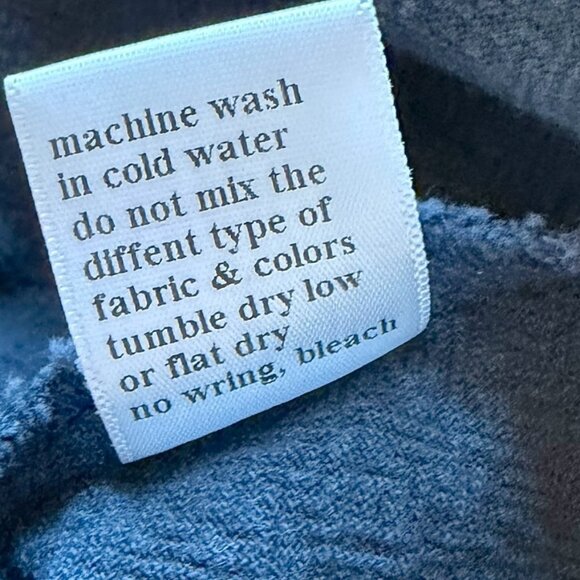 machine wash
in cold water
do not mix the
diffent type of
fabric & colors
tumble dry low
or flat dry
no wring, bleach